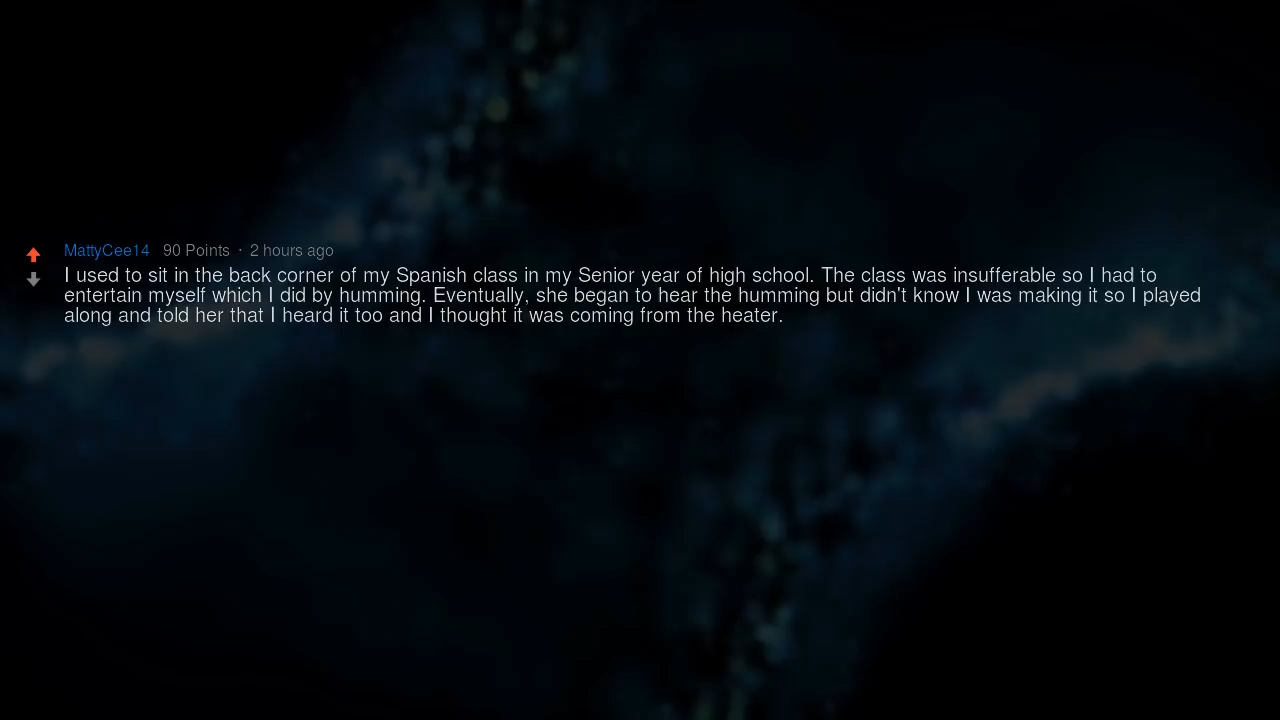 MattyCee14 90 Points · 2 hours ago
I used to sit in the back corner of my Spanish class in my Senior year of high school. The class was insufferable so I had to
entertain myself which I did by humming. Eventually, she began to hear the humming but didn't know I was making it so I played
along and told her that I heard it too and I thought it was coming from the heater.